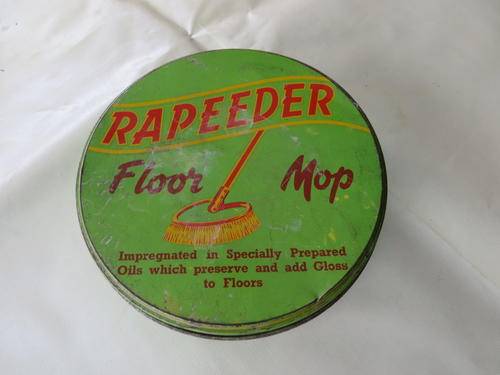 RAPEEDER
Floor Mop
Impregnated in Specially Prepared
Oils which preserve and add Gloss
to Floors